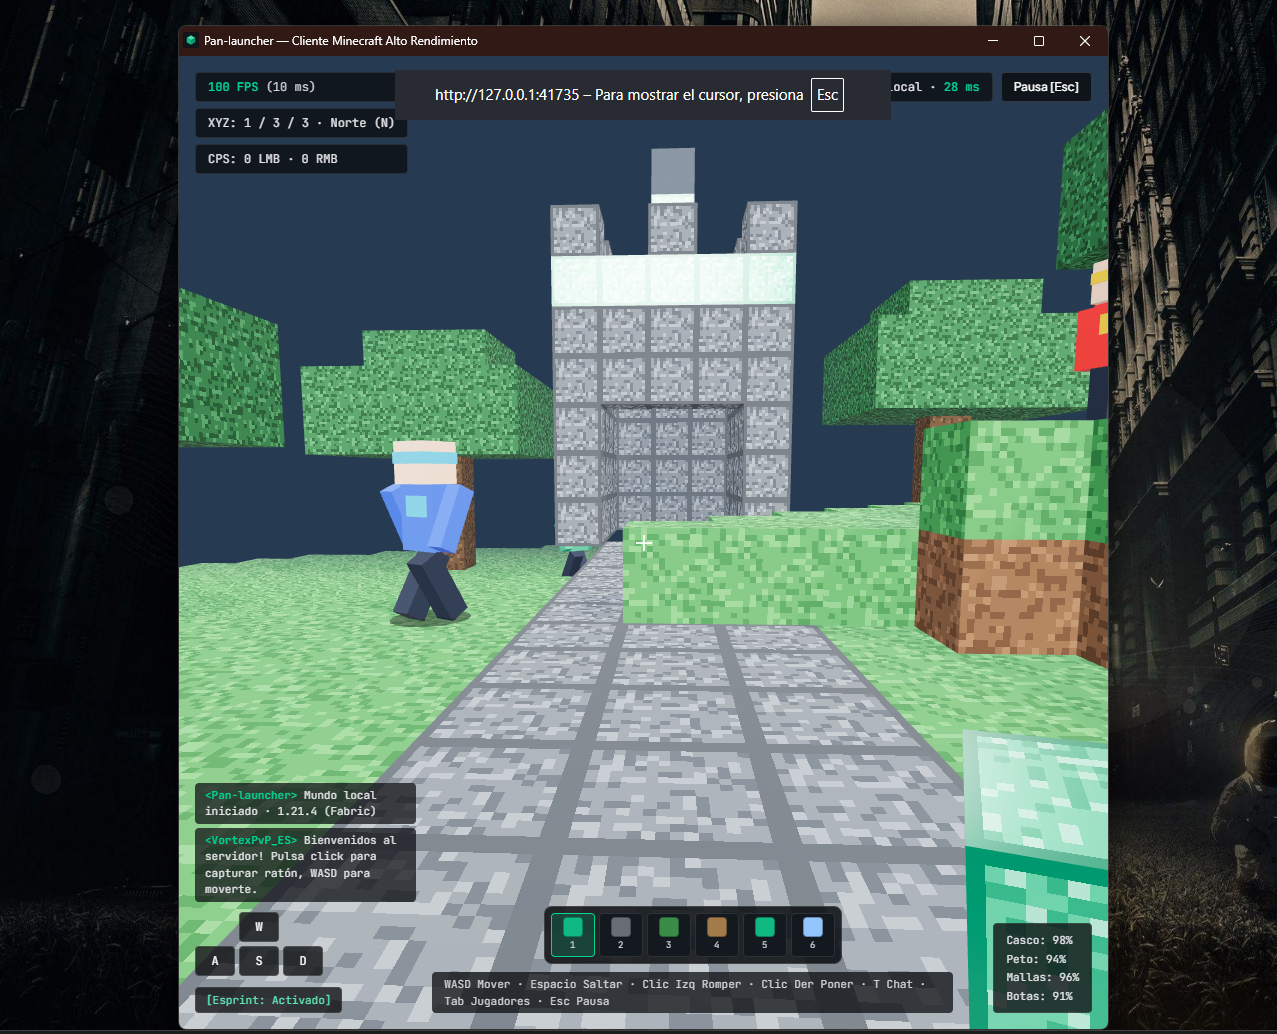 Pan-launcher — Cliente Minecraft Alto Rendimiento
100 FPS (10 ms)
http://127.0.0.1:41735 – Para mostrar el cursor, presiona Esc
ocal · 28 ms
Pausa [Esc]
XYZ: 1 / 3 / 3 · Norte (N)
CPS: 0 LMB · 0 RMB
<Pan-launcher> Mundo local
iniciado · 1.21.4 (Fabric)
<VortexPvP_ES> Bienvenidos al
servidor! Pulsa click para
capturar ratón, WASD para
moverte.
W
A S D
[Esprint: Activado]
1 2 3 4 5 6
WASD Mover · Espacio Saltar · Clic Izq Romper · Clic Der Poner · T Chat ·
Tab Jugadores · Esc Pausa
Casco: 98%
Peto: 94%
Mallas: 96%
Botas: 91%